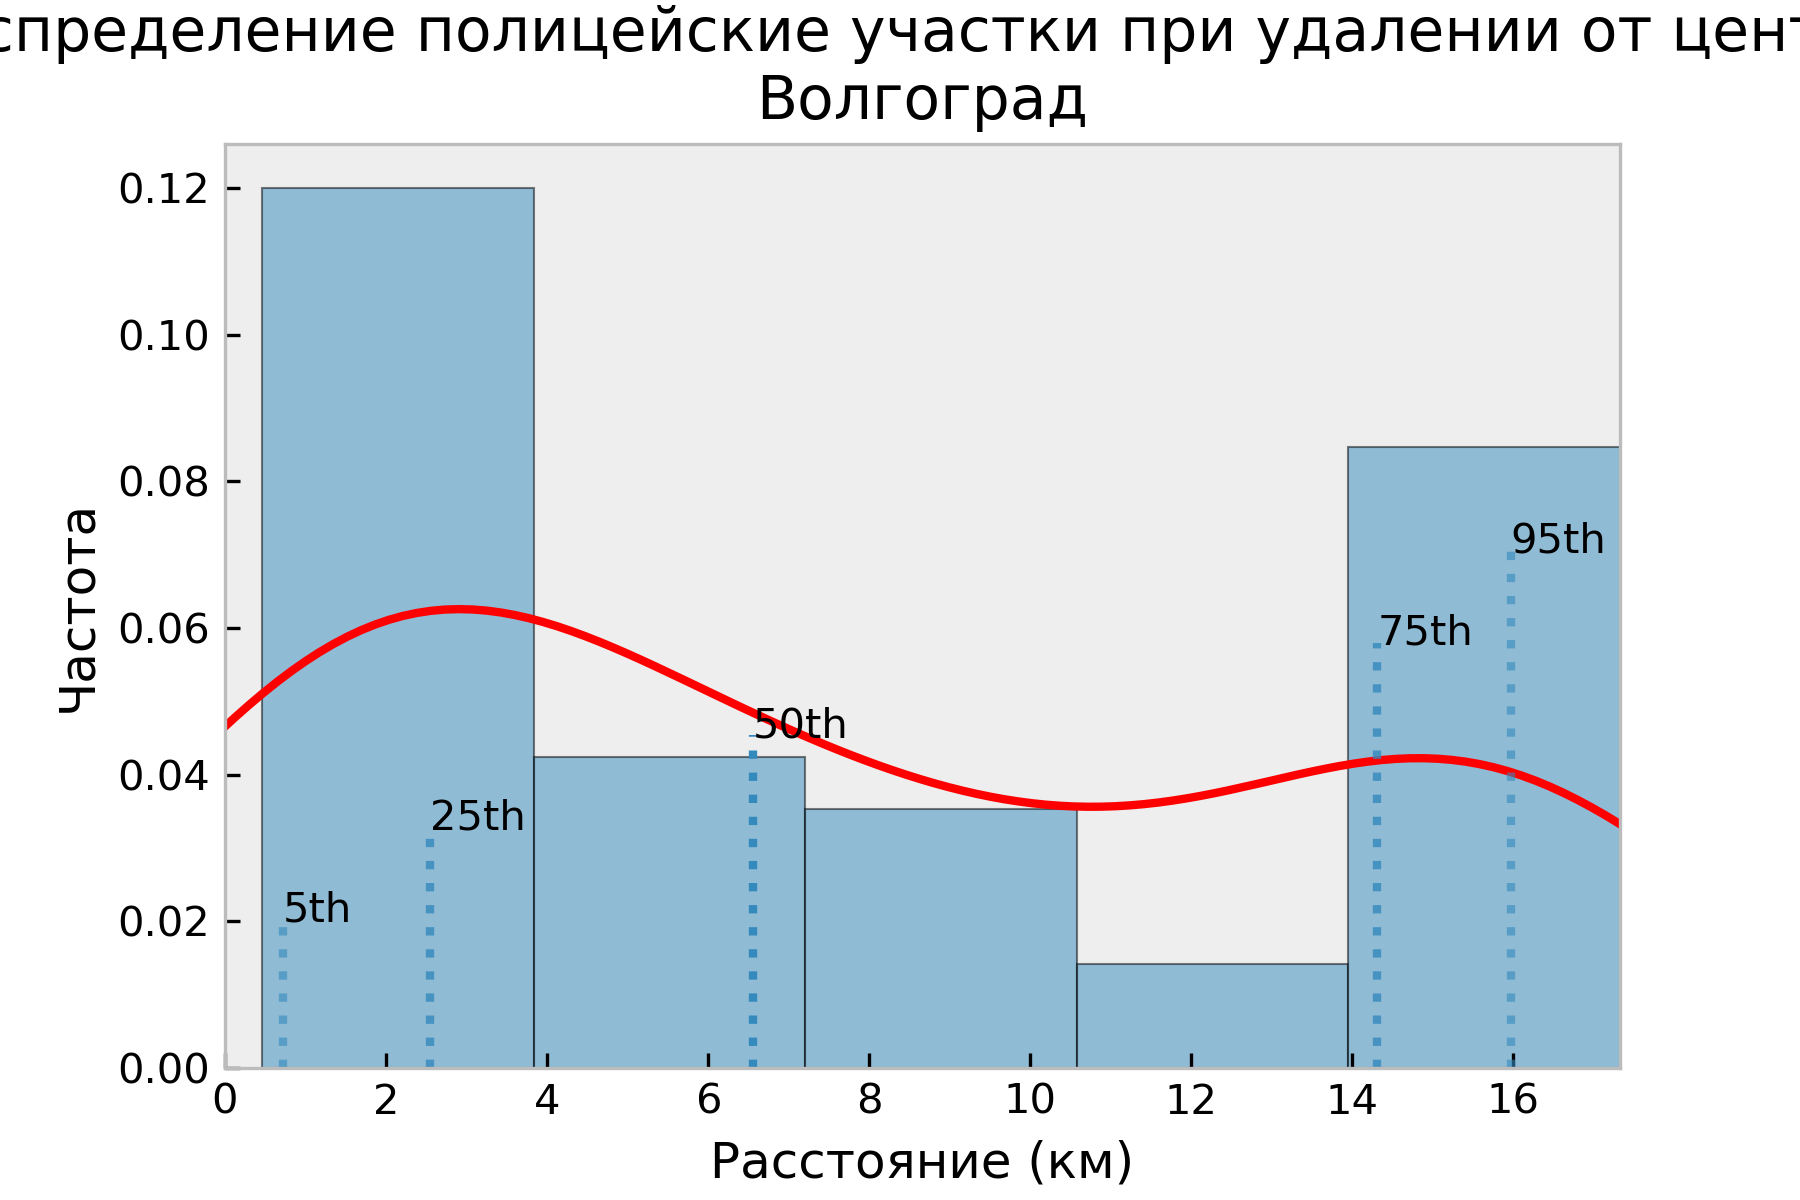 спределение полицейские участки при удалении от цент
Волгоград
0.12
0.10
0.08
0.06
0.04
0.02
0.00
Частота
5th
25th
50th
75th
95th
0 2 4 6 8 10 12 14 16
Расстояние (км)